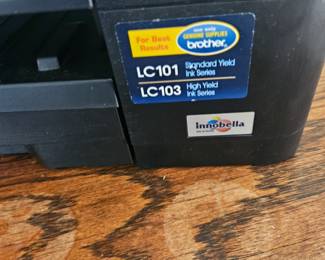 For Best
Results
use only
GENUINE SUPPLIES
brother
LC101 Standard Yield
Ink Series
LC103 High Yield
Ink Series
Innobella